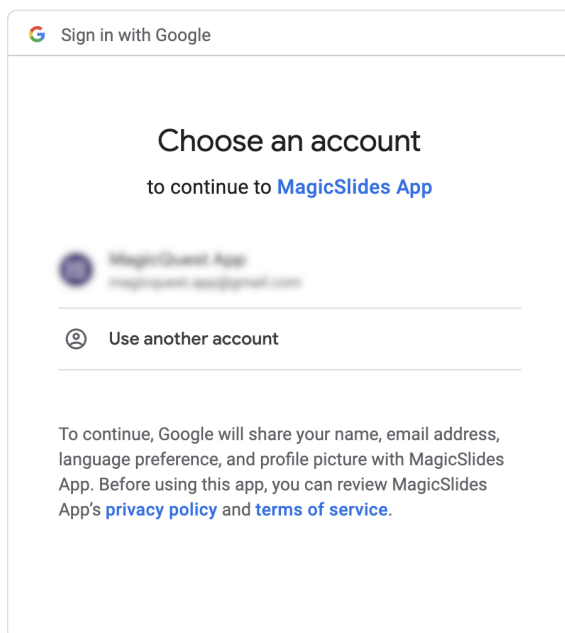 Sign in with Google
Choose an account
to continue to MagicSlides App
Use another account
To continue, Google will share your name, email address,
language preference, and profile picture with MagicSlides
App. Before using this app, you can review MagicSlides
App's privacy policy and terms of service.